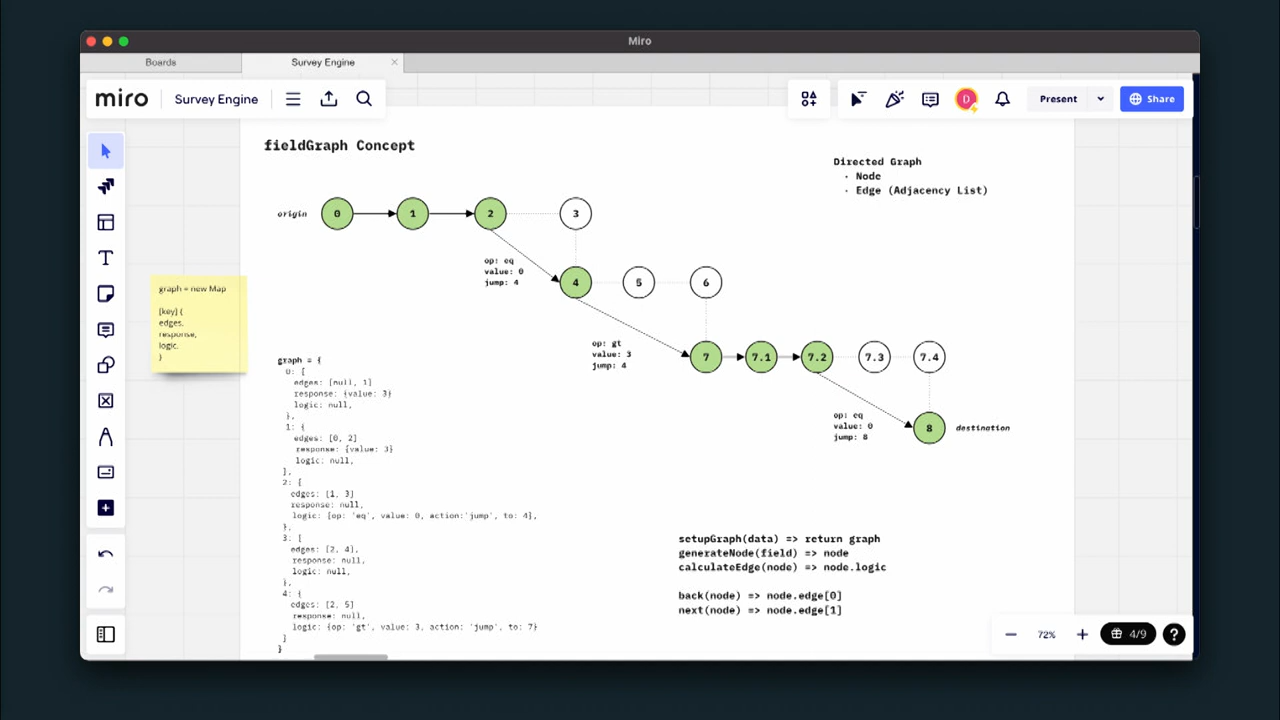 Miro
Boards
Survey Engine
miro
Survey Engine
D
Present
Share
fieldGraph Concept
Directed Graph
· Node
· Edge (Adjacency List)
origin
0
1
2
3
op: eq
value: 0
jump: 4
4
5
6
graph = new Map
[key] {
edges,
response,
logic,
}
op: gt
value: 3
jump: 4
7
7.1
7.2
7.3
7.4
op: eq
value: 0
jump: 8
8
destination
graph = {
0: [
edges: [null, 1]
response: {value: 3}
logic: null,
},
1: {
edges: [0, 2]
response: {value: 3}
logic: null,
],
2: {
edges: [1, 3]
response: null,
logic: [op: 'eq', value: 0, action:'jump', to: 4],
},
3: [
edges: [2, 4],
response: null,
logic: null,
},
4: {
edges: [2, 5]
response: null,
logic: {op: 'gt', value: 3, action: 'jump', to: 7}
]
}
setupGraph(data) => return graph
generateNode(field) => node
calculateEdge(node) => node.logic
back(node) => node.edge[0]
next(node) => node.edge[1]
72%
4/9
?